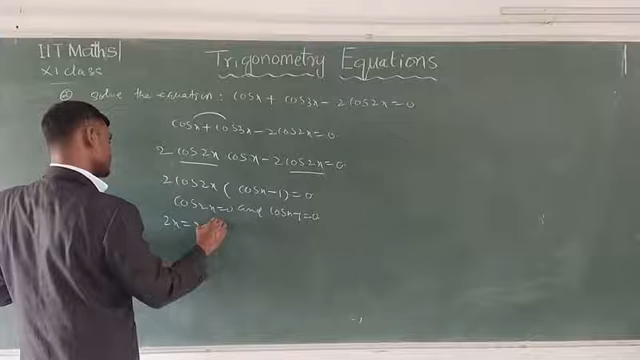 IIT Maths
XI class
Trigonometry Equations
solve the equation: cosx + cos3x - 2cos2x = 0
cosx + cos3x - 2cos2x = 0
2 cos2x cosx - 2cos2x = 0
2cos2x ( cosx - 1) = 0
cos2x = 0 and cosx - 1 = 0
2x =